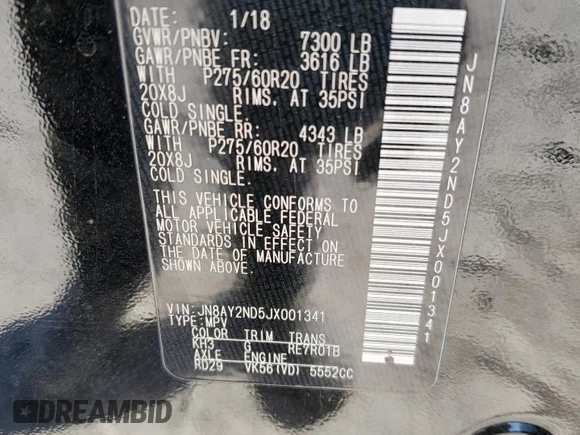 DATE: 1/18
GVWR/PNBV: 7300 LB
GAWR/PNBE FR: 3616 LB
WITH P275/60R20 TIRES
20X8J RIMS, AT 35PSI
COLD SINGLE.
GAWR/PNBE RR: 4343 LB
WITH P275/60R20 TIRES
20X8J RIMS, AT 35PSI
COLD SINGLE.
THIS VEHICLE CONFORMS TO
ALL APPLICABLE FEDERAL
MOTOR VEHICLE SAFETY
STANDARDS IN EFFECT ON
THE DATE OF MANUFACTURE
SHOWN ABOVE.
VIN: JN8AY2ND5JX001341
TYPE: MPV
COLOR TRIM TRANS
KH3 G RE7R01B
AXLE ENGINE
RD29 VK56(VD) 5552CC
JN8AY2ND5JX001341
DREAMBID